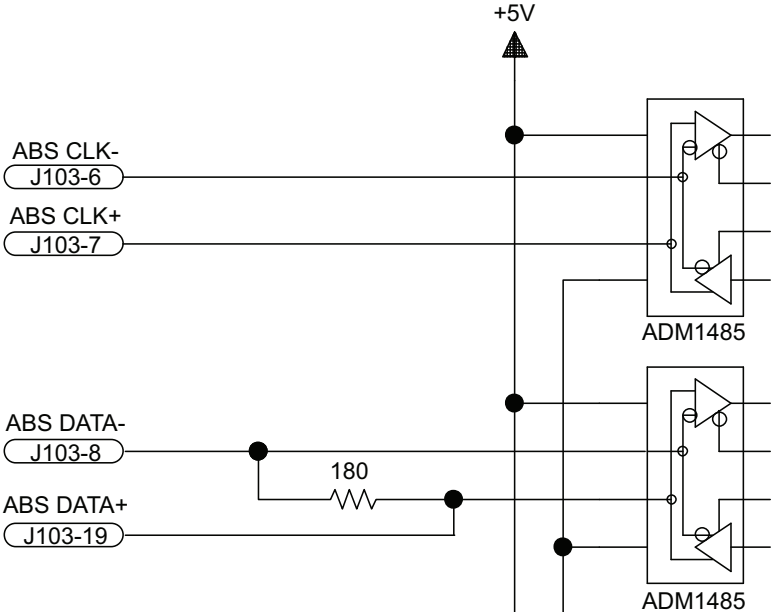 +5V
ABS CLK-
J103-6
ABS CLK+
J103-7
ADM1485
ABS DATA-
J103-8
180
ABS DATA+
J103-19
ADM1485